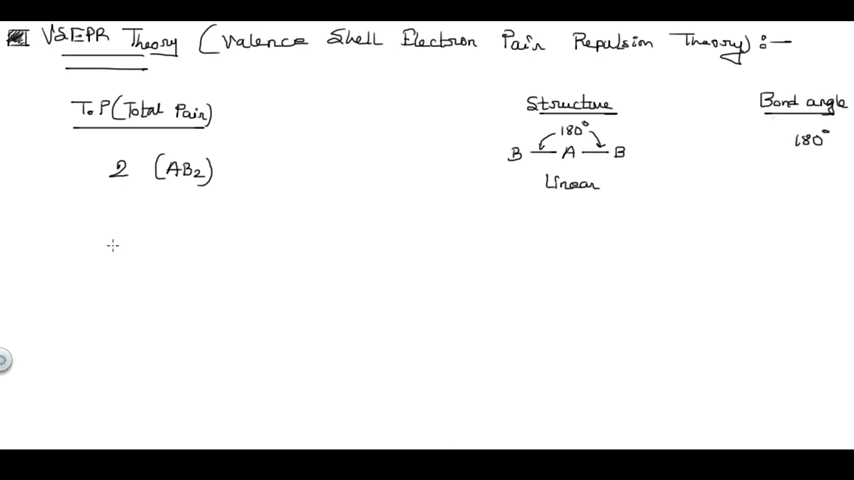 VSEPR Theory (Valence Shell Electron Pair Repulsion Theory) :—
T.P (Total Pair) Structure Bond angle
180° 180°
B — A — B
2 (AB2)
Linear